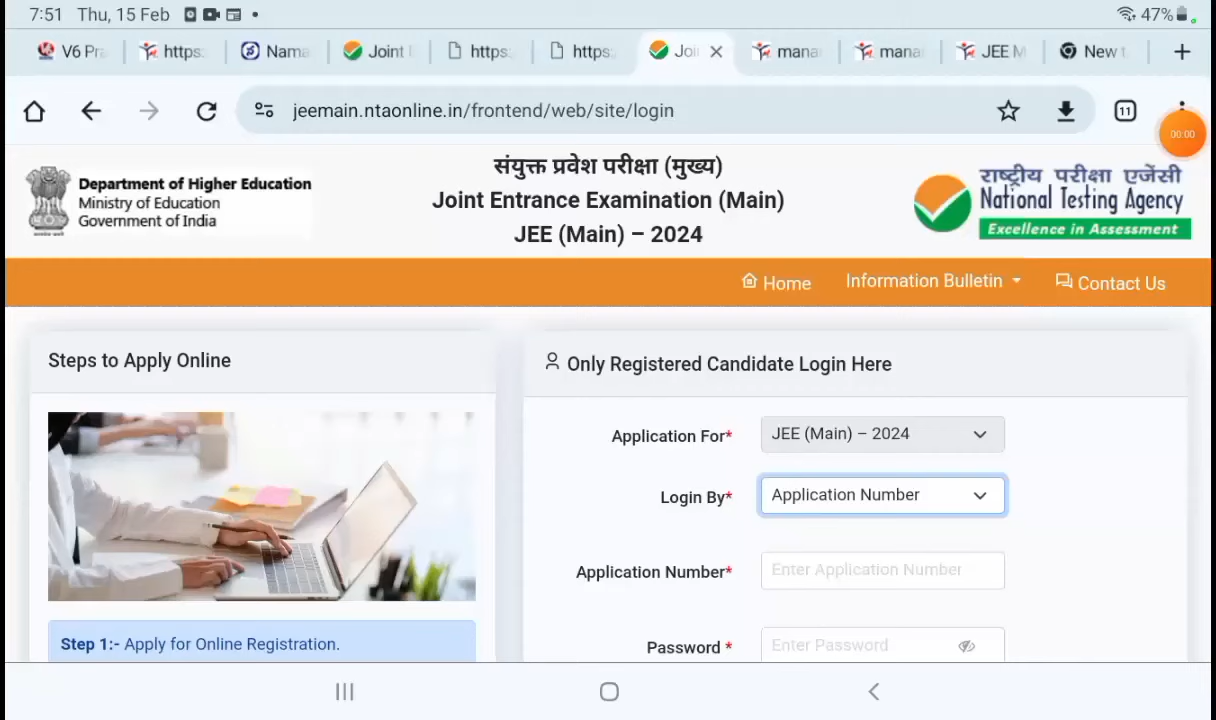 7:51 Thu, 15 Feb 47%
V6 Pra https: Nama Joint https: https: Joi mana mana JEE M New t
jeemain.ntaonline.in/frontend/web/site/login 11
00:00
Department of Higher Education
Ministry of Education
Government of India
संयुक्त प्रवेश परीक्षा (मुख्य)
Joint Entrance Examination (Main)
JEE (Main) – 2024
राष्ट्रीय परीक्षा एजेंसी
National Testing Agency
Excellence in Assessment
Home Information Bulletin Contact Us
Steps to Apply Online
Step 1:- Apply for Online Registration.
Only Registered Candidate Login Here
Application For* JEE (Main) – 2024
Login By* Application Number
Application Number* Enter Application Number
Password * Enter Password